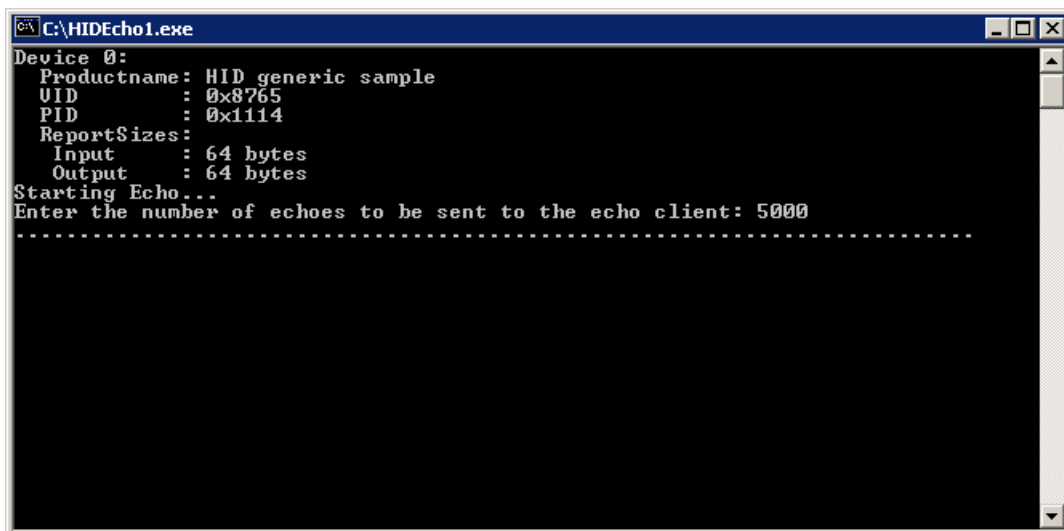 C:\HIDEcho1.exe
Device 0:
  Productname: HID generic sample
  VID        : 0x8765
  PID        : 0x1114
  ReportSizes:
   Input     : 64 bytes
   Output    : 64 bytes
Starting Echo...
Enter the number of echoes to be sent to the echo client: 5000
...........................................................................